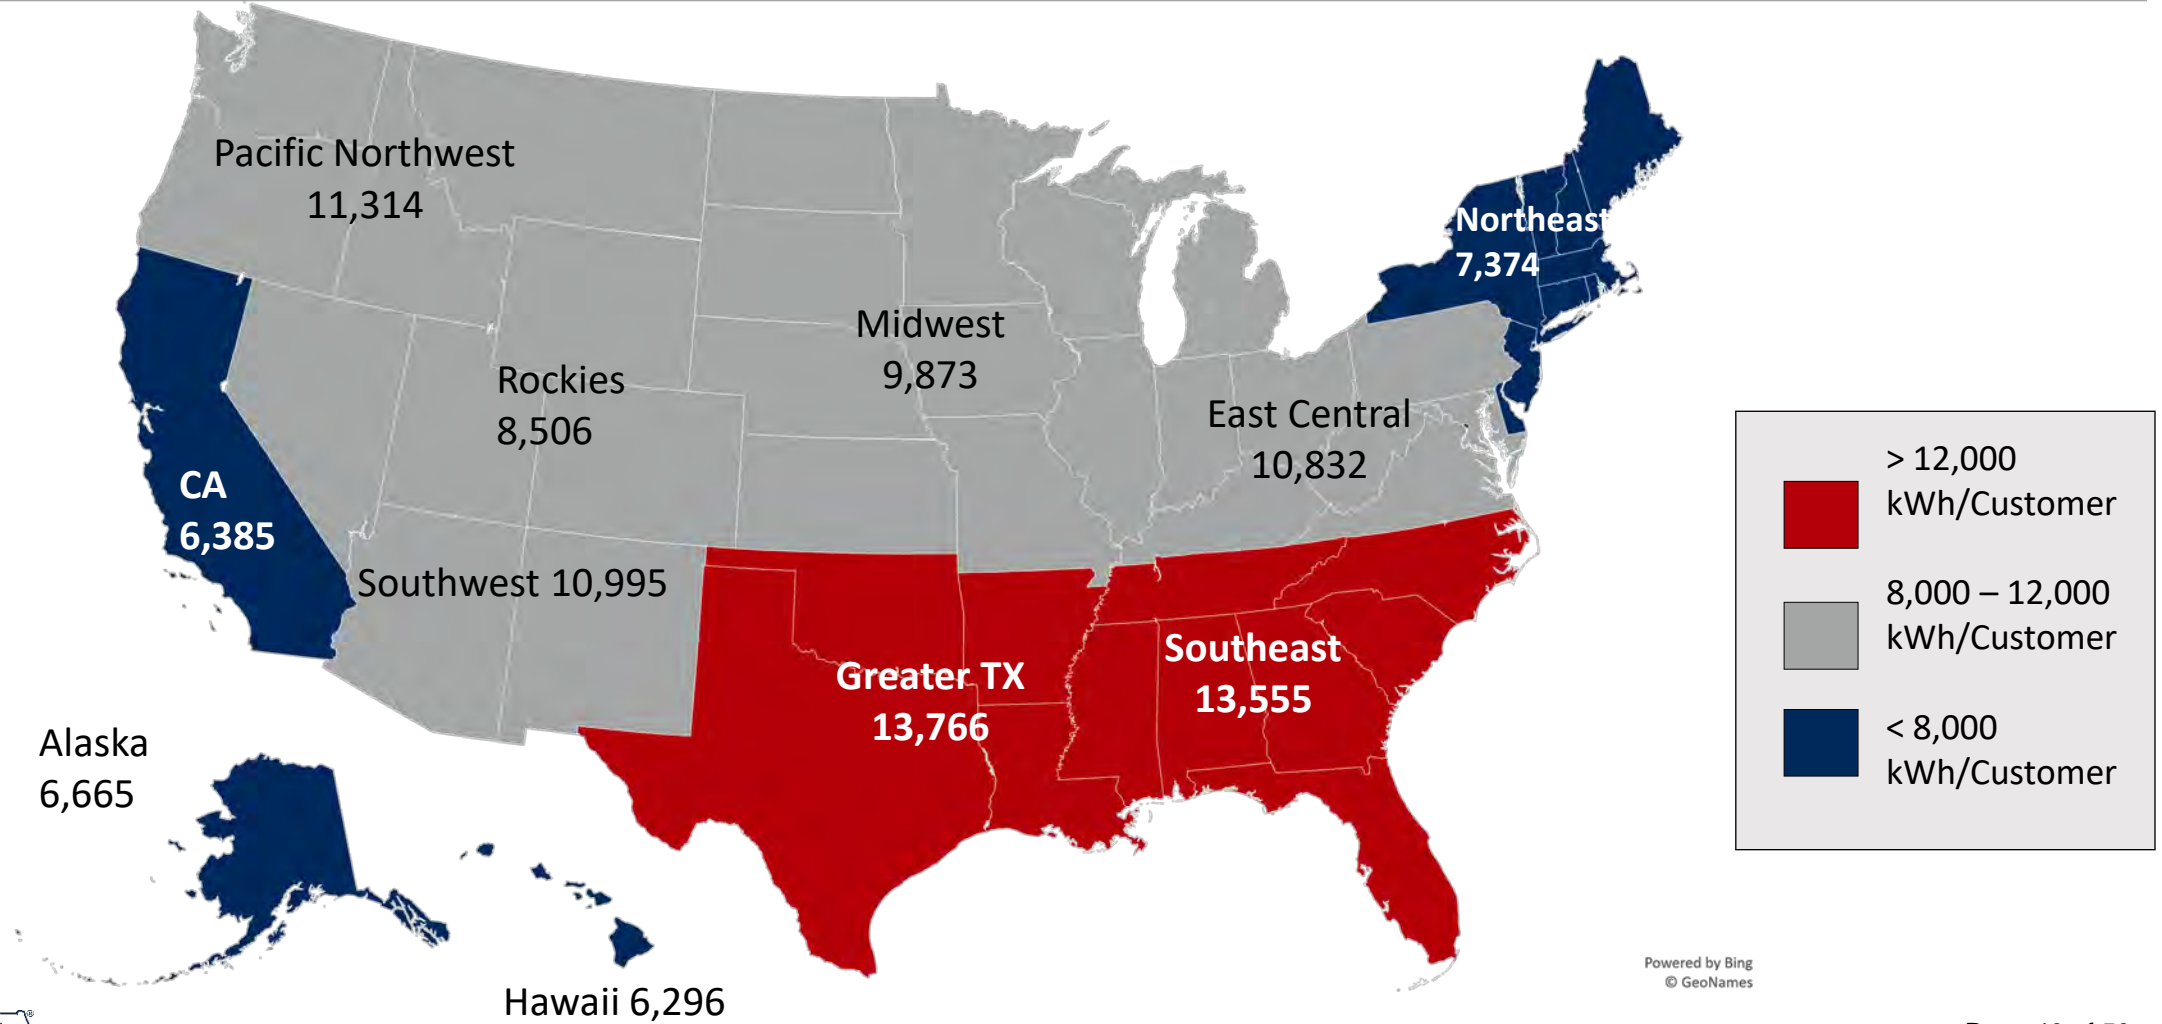 Pacific Northwest
11,314
Northeast
7,374
Midwest
9,873
Rockies
8,506
East Central
10,832
CA
6,385
Southwest 10,995
Greater TX
13,766
Southeast
13,555
Alaska
6,665
Hawaii 6,296
> 12,000
kWh/Customer
8,000 – 12,000
kWh/Customer
< 8,000
kWh/Customer
Powered by Bing
© GeoNames
®